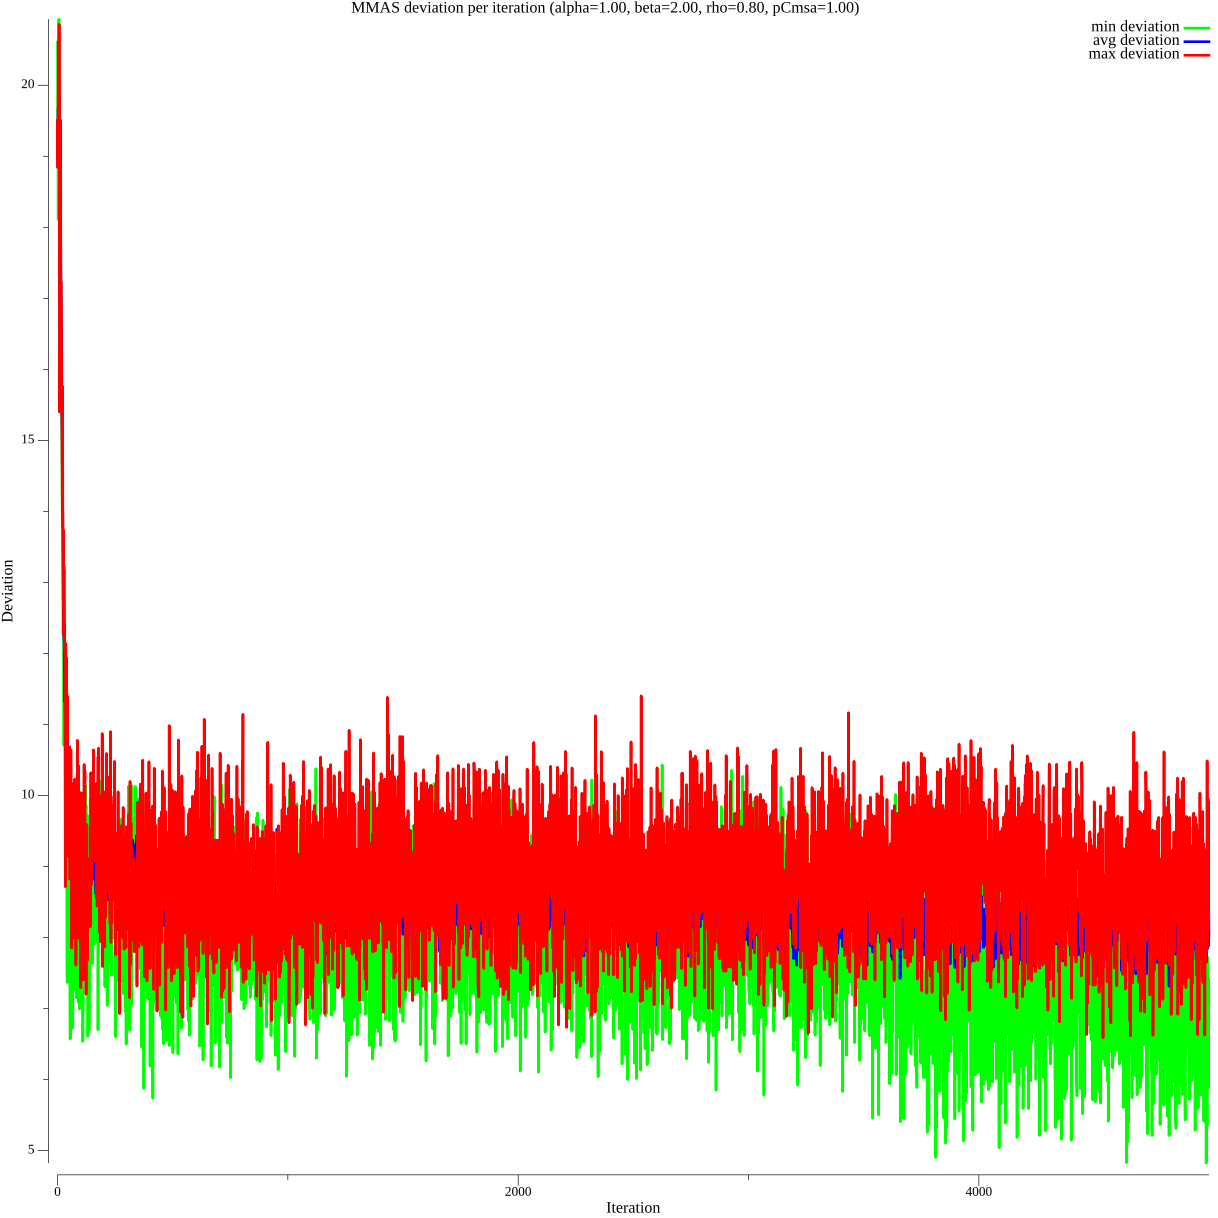 MMAS deviation per iteration (alpha=1.00, beta=2.00, rho=0.80, pCmsa=1.00)
min deviation
avg deviation
max deviation
20
15
10
5
Deviation
0
2000
4000
Iteration